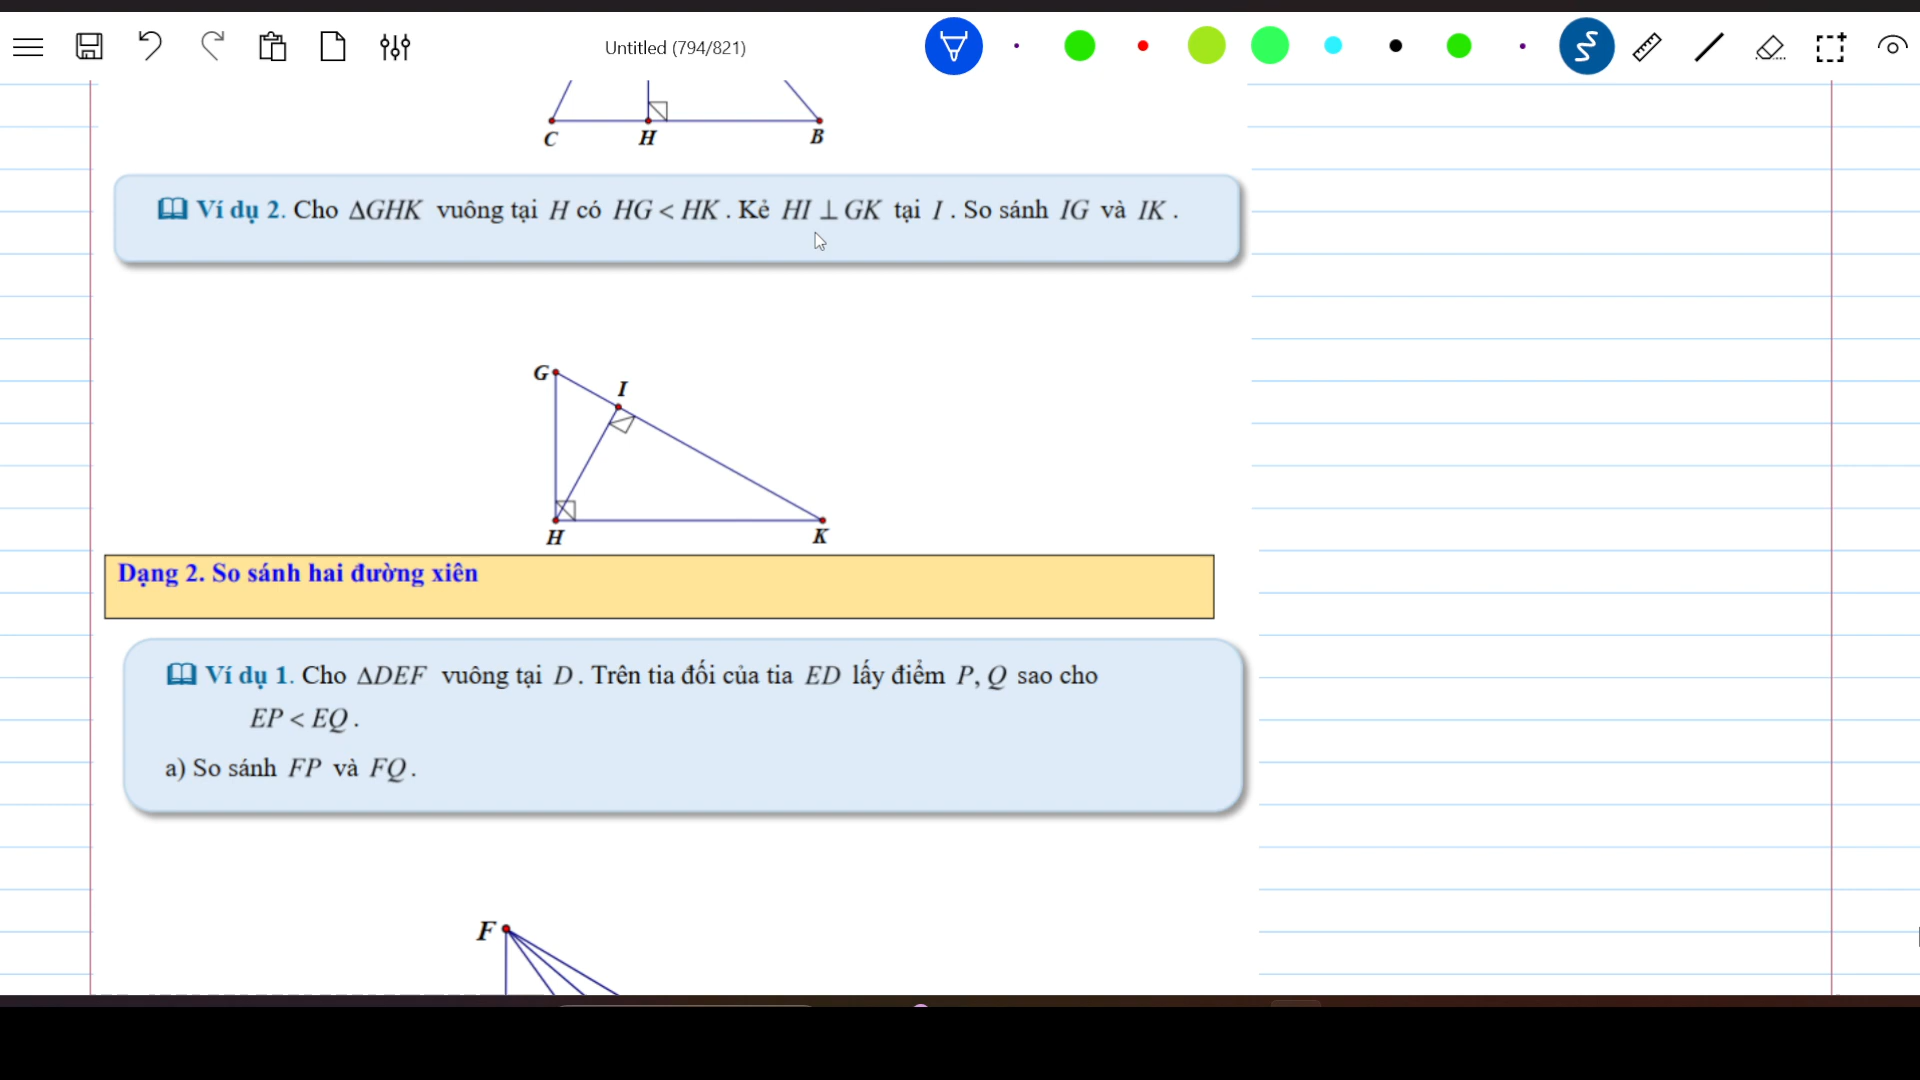 Untitled (794/821)
C H B
Ví dụ 2. Cho ΔGHK vuông tại H có HG < HK . Kẻ HI ⊥ GK tại I . So sánh IG và IK .
G I
H K
Dạng 2. So sánh hai đường xiên
Ví dụ 1. Cho ΔDEF vuông tại D . Trên tia đối của tia ED lấy điểm P, Q sao cho
EP < EQ .
a) So sánh FP và FQ .
F